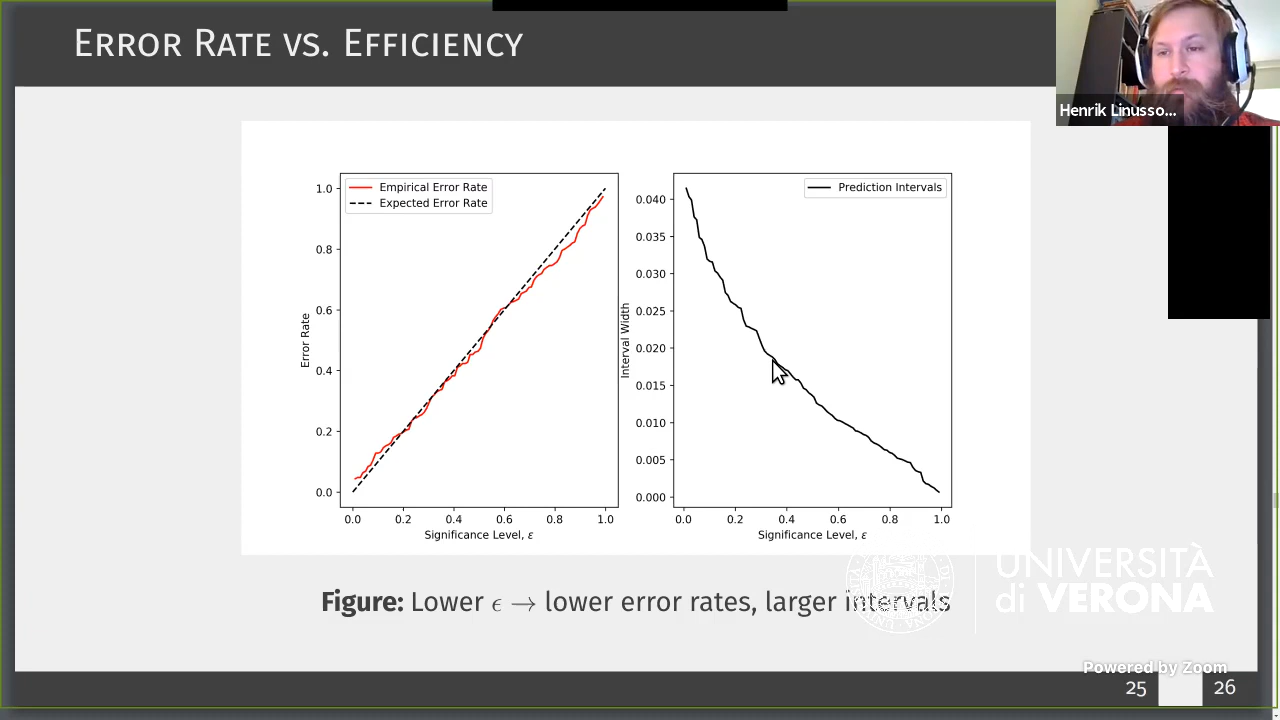 ERROR RATE VS. EFFICIENCY
Henrik Linusso...
Empirical Error Rate
Expected Error Rate
1.0
0.8
0.6
0.4
0.2
0.0
Error Rate
0.0 0.2 0.4 0.6 0.8 1.0
Significance Level, ε
Prediction Intervals
0.040
0.035
0.030
0.025
0.020
0.015
0.010
0.005
0.000
Interval Width
0.0 0.2 0.4 0.6 0.8 1.0
Significance Level, ε
Figure: Lower ϵ → lower error rates, larger intervals
UNIVERSITÀ
di VERONA
Powered by Zoom
25 26